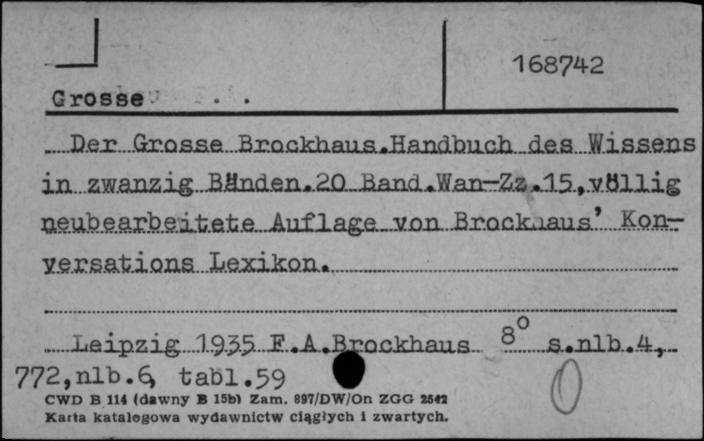 168742
Grosse . .
Der Grosse Brockhaus.Handbuch des Wissens
in zwanzig Bänden.20 Band.Wan-Zz.15.,völlig
neubearbeitete Auflage von Brockhaus' Kon-
versations Lexikon.
Leipzig 1935 F.A.Brockhaus 8° s.nlb.4,
772,nlb.6, tabl.59
CWD B 114 (dawny B 15b) Zam. 897/DW/On ZGG 2542
Karta katalogowa wydawnictw ciągłych i zwartych.